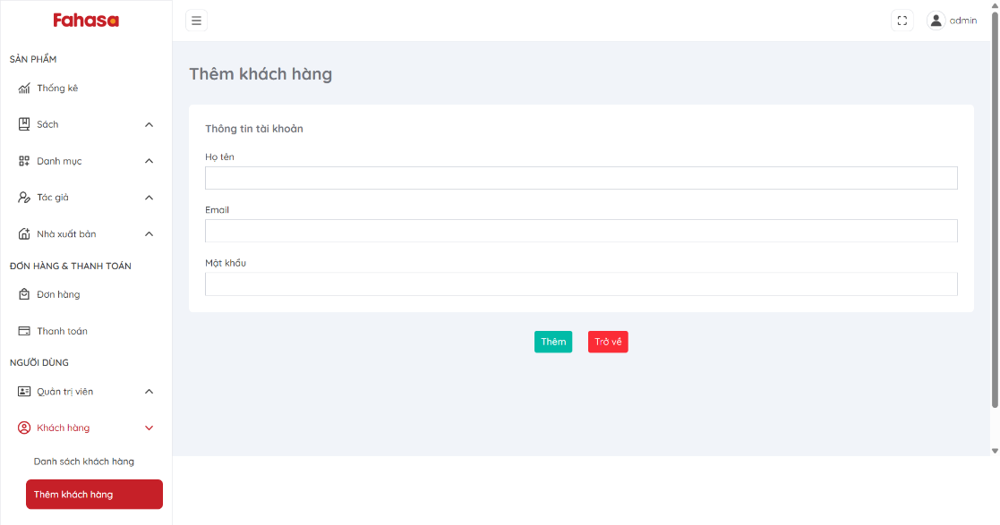 Fahasa
admin
SẢN PHẨM
Thống kê
Sách
Danh mục
Tác giả
Nhà xuất bản
ĐƠN HÀNG & THANH TOÁN
Đơn hàng
Thanh toán
NGƯỜI DÙNG
Quản trị viên
Khách hàng
Danh sách khách hàng
Thêm khách hàng
Thêm khách hàng
Thông tin tài khoản
Họ tên
Email
Mật khẩu
Thêm
Trở về